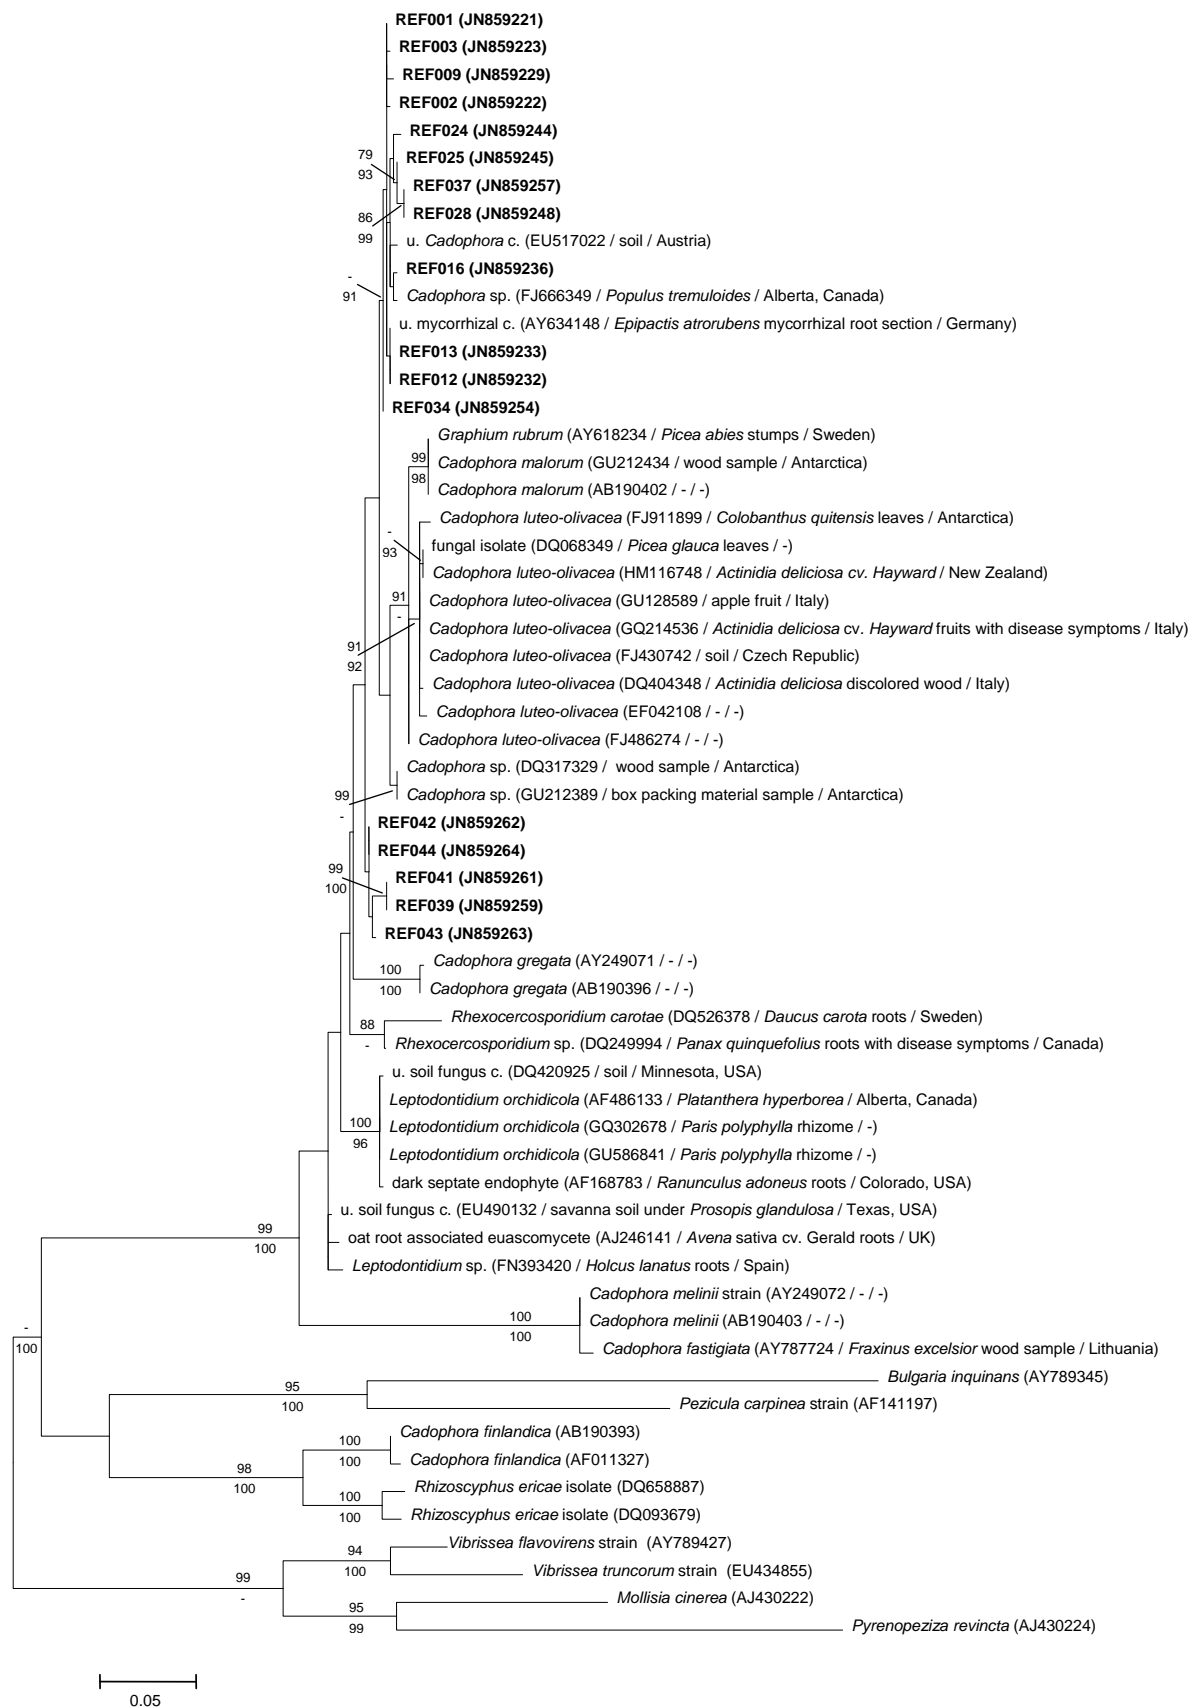 REF001 (JN859221)
REF003 (JN859223)
REF009 (JN859229)
REF002 (JN859222)
REF024 (JN859244)
79
REF025 (JN859245)
93
REF037 (JN859257)
86
REF028 (JN859248)
99
u. Cadophora c. (EU517022 / soil / Austria)
REF016 (JN859236)
-
91
Cadophora sp. (FJ666349 / Populus tremuloides / Alberta, Canada)
u. mycorrhizal c. (AY634148 / Epipactis atrorubens mycorrhizal root section / Germany)
REF013 (JN859233)
REF012 (JN859232)
REF034 (JN859254)
Graphium rubrum (AY618234 / Picea abies stumps / Sweden)
99
Cadophora malorum (GU212434 / wood sample / Antarctica)
98
Cadophora malorum (AB190402 / - / -)
Cadophora luteo-olivacea (FJ911899 / Colobanthus quitensis leaves / Antarctica)
-
93
fungal isolate (DQ068349 / Picea glauca leaves / -)
Cadophora luteo-olivacea (HM116748 / Actinidia deliciosa cv. Hayward / New Zealand)
91
-
Cadophora luteo-olivacea (GU128589 / apple fruit / Italy)
Cadophora luteo-olivacea (GQ214536 / Actinidia deliciosa cv. Hayward fruits with disease symptoms / Italy)
91
92
Cadophora luteo-olivacea (FJ430742 / soil / Czech Republic)
Cadophora luteo-olivacea (DQ404348 / Actinidia deliciosa discolored wood / Italy)
Cadophora luteo-olivacea (EF042108 / - / -)
Cadophora luteo-olivacea (FJ486274 / - / -)
Cadophora sp. (DQ317329 / wood sample / Antarctica)
99
-
Cadophora sp. (GU212389 / box packing material sample / Antarctica)
REF042 (JN859262)
REF044 (JN859264)
99
100
REF041 (JN859261)
REF039 (JN859259)
REF043 (JN859263)
Cadophora gregata (AY249071 / - / -)
100
100
Cadophora gregata (AB190396 / - / -)
Rhexocercosporidium carotae (DQ526378 / Daucus carota roots / Sweden)
88
-
Rhexocercosporidium sp. (DQ249994 / Panax quinquefolius roots with disease symptoms / Canada)
u. soil fungus c. (DQ420925 / soil / Minnesota, USA)
Leptodontidium orchidicola (AF486133 / Platanthera hyperborea / Alberta, Canada)
100
96
Leptodontidium orchidicola (GQ302678 / Paris polyphylla rhizome / -)
Leptodontidium orchidicola (GU586841 / Paris polyphylla rhizome / -)
dark septate endophyte (AF168783 / Ranunculus adoneus roots / Colorado, USA)
u. soil fungus c. (EU490132 / savanna soil under Prosopis glandulosa / Texas, USA)
99
100
oat root associated euascomycete (AJ246141 / Avena sativa cv. Gerald roots / UK)
Leptodontidium sp. (FN393420 / Holcus lanatus roots / Spain)
Cadophora melinii strain (AY249072 / - / -)
100
100
Cadophora melinii (AB190403 / - / -)
-
100
Cadophora fastigiata (AY787724 / Fraxinus excelsior wood sample / Lithuania)
Bulgaria inquinans (AY789345)
95
100
Pezicula carpinea strain (AF141197)
Cadophora finlandica (AB190393)
100
100
Cadophora finlandica (AF011327)
98
100
Rhizoscyphus ericae isolate (DQ658887)
100
100
Rhizoscyphus ericae isolate (DQ093679)
Vibrissea flavovirens strain (AY789427)
94
100
Vibrissea truncorum strain (EU434855)
99
-
Mollisia cinerea (AJ430222)
95
99
Pyrenopeziza revincta (AJ430224)
0.05